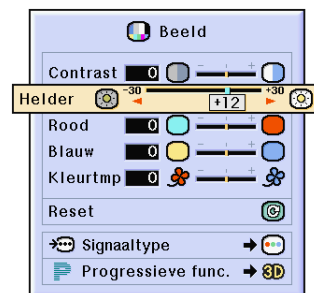 Beeld
Contrast 0
Helder -30 +12 +30
Rood 0
Blauw 0
Kleurtmp 0
Reset
Signaaltype
Progressieve func. 3D